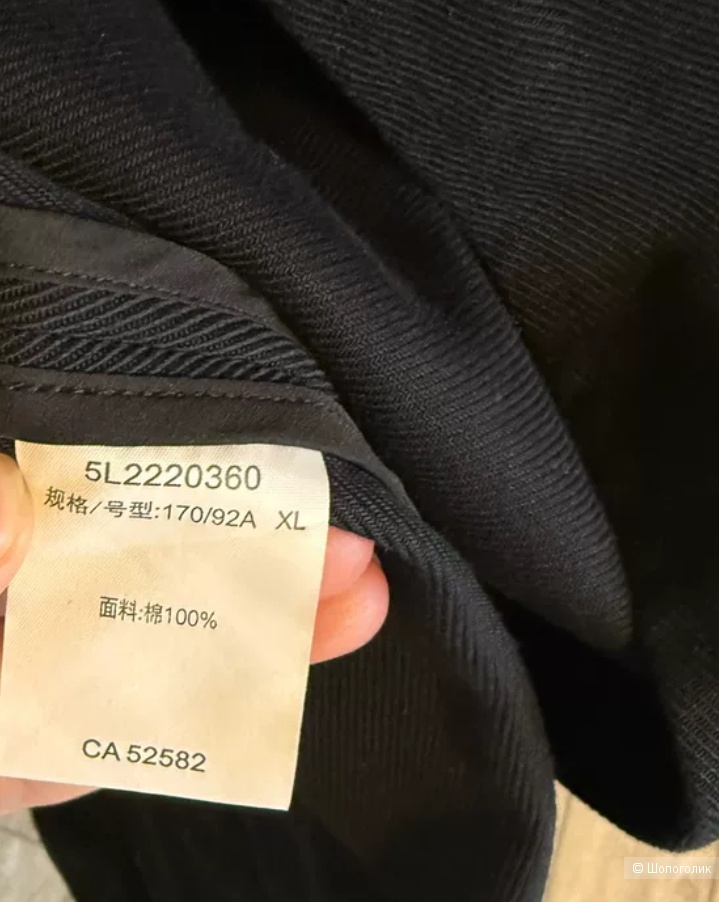 5L2220360
规格/号型:170/92A XL
面料:棉100%
CA 52582
© Шопоголик